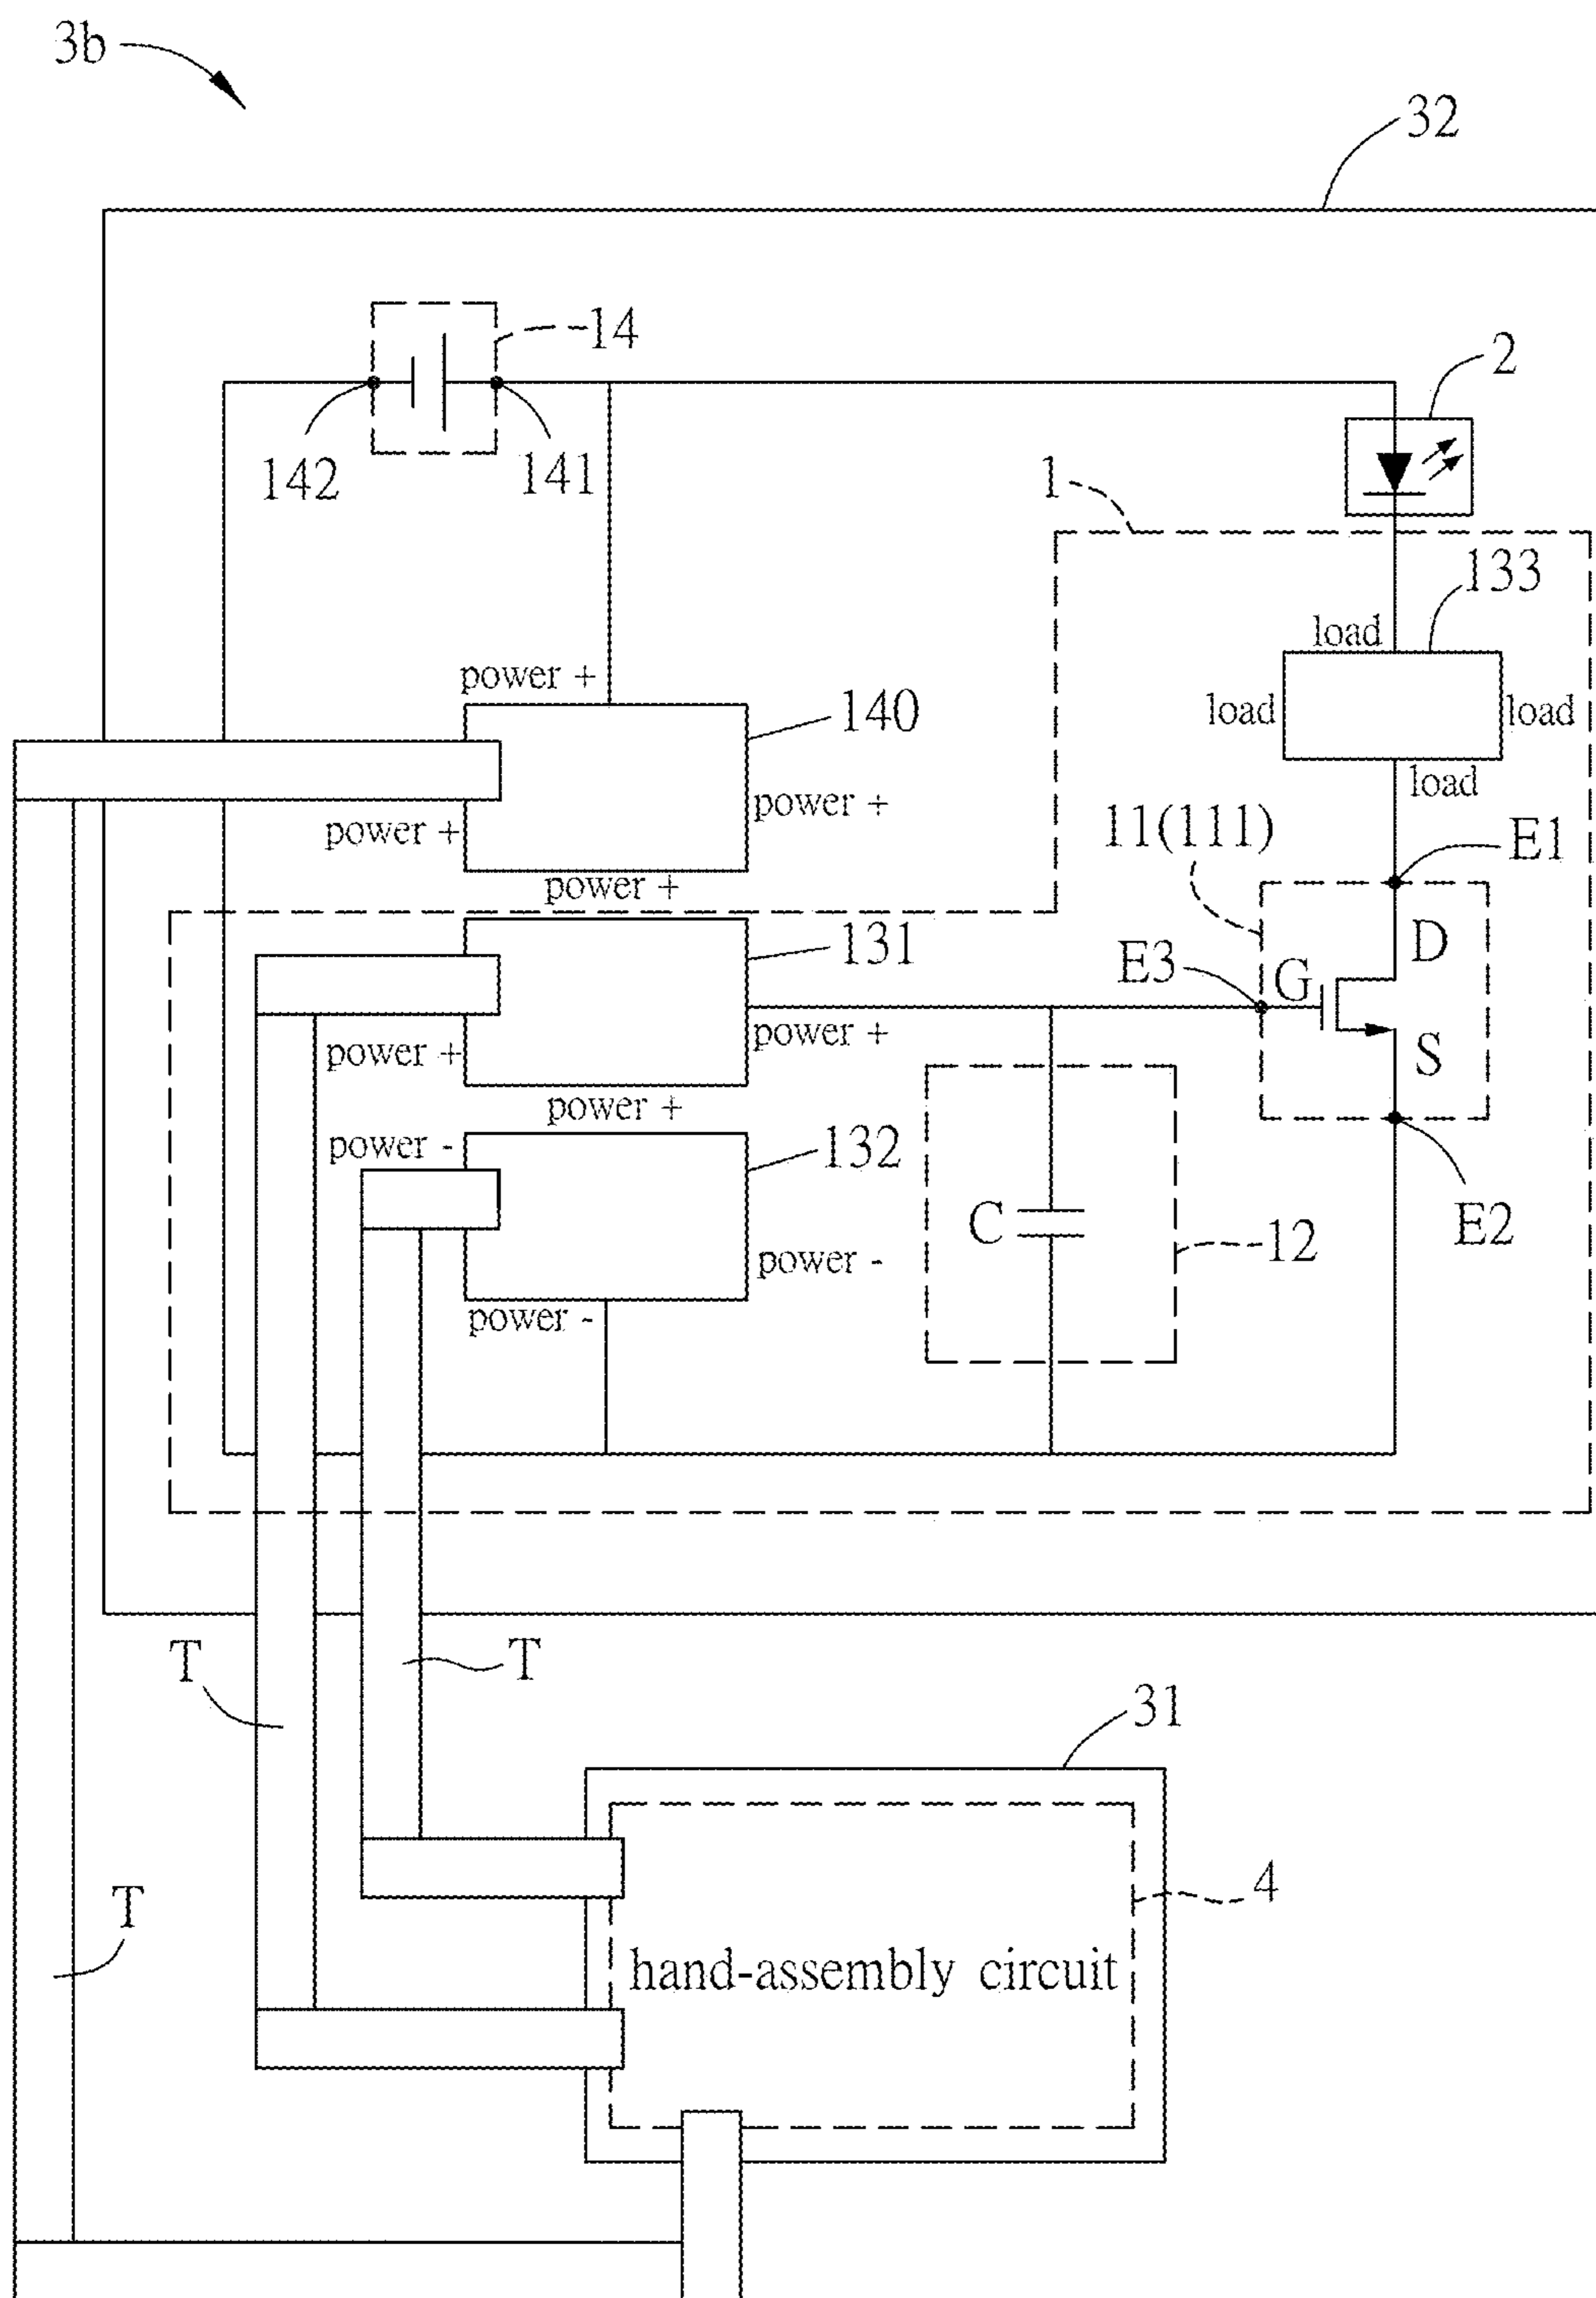 3b
32
14
2
142
141
1
133
load
power +
140
load
load
load
power +
power +
11(111)
E1
power +
131
D
E3
G
power +
power +
S
power +
power -
132
C
12
E2
power -
power -
T
T
31
4
T
hand-assembly circuit